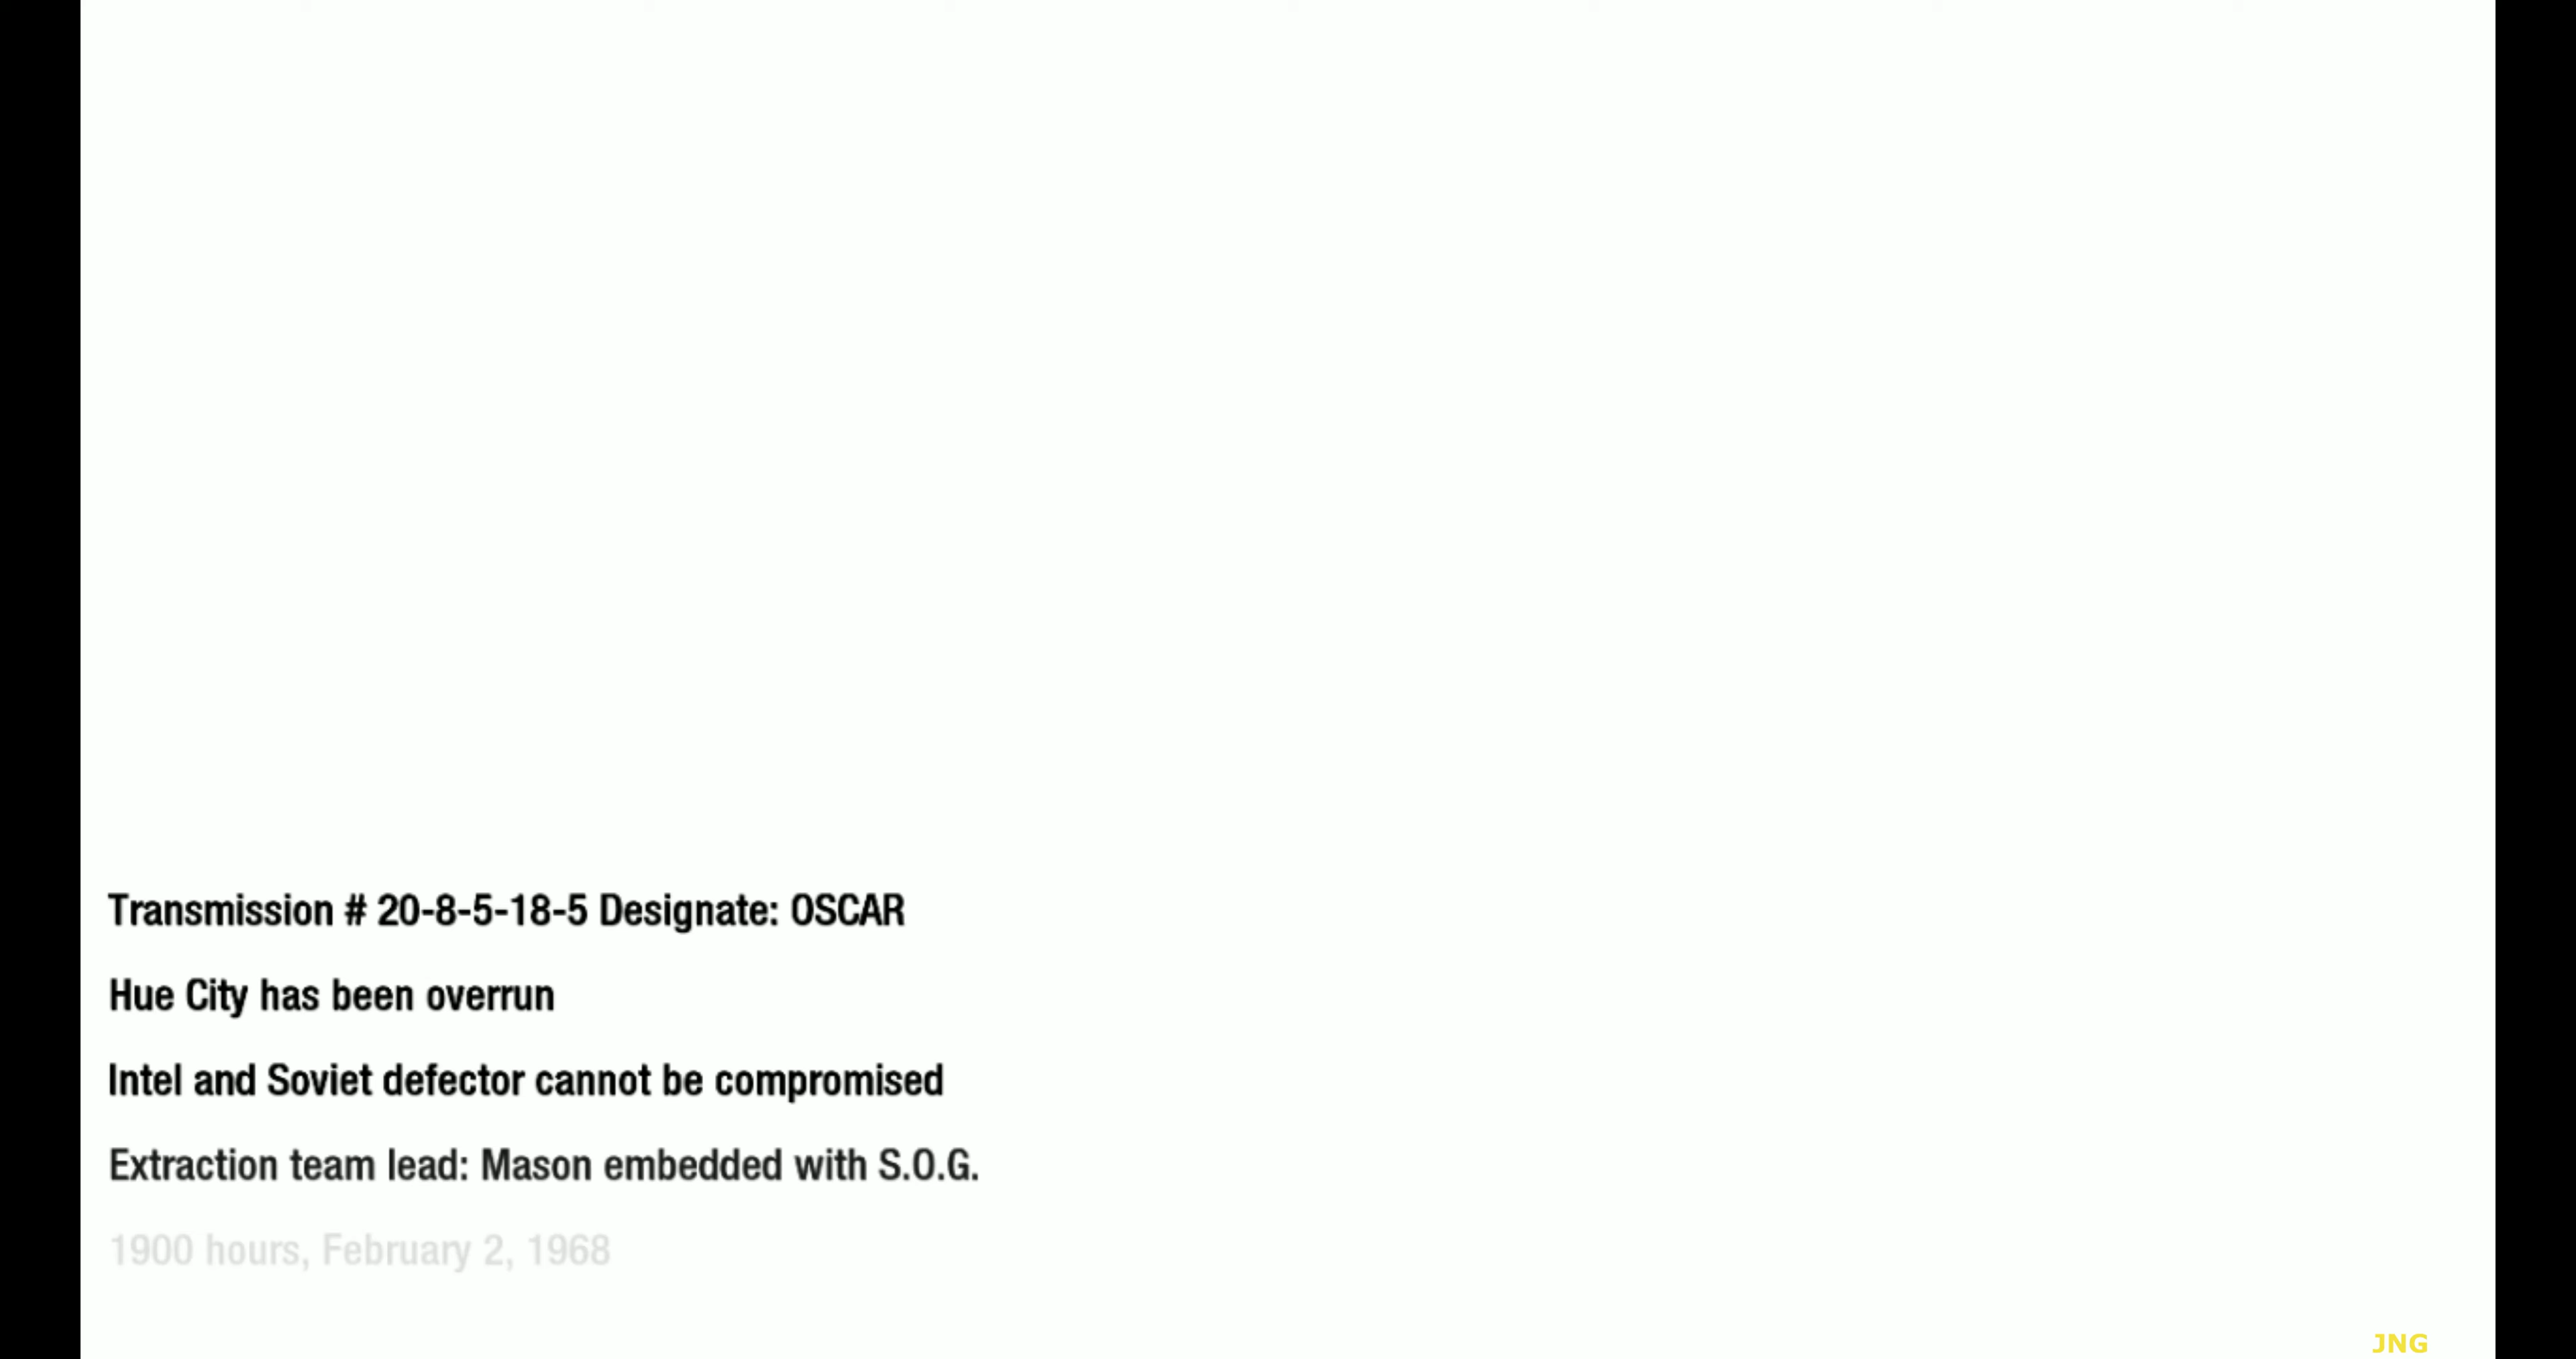 Transmission # 20-8-5-18-5 Designate: OSCAR
Hue City has been overrun
Intel and Soviet defector cannot be compromised
Extraction team lead: Mason embedded with S.O.G.
1900 hours, February 2, 1968
JNG